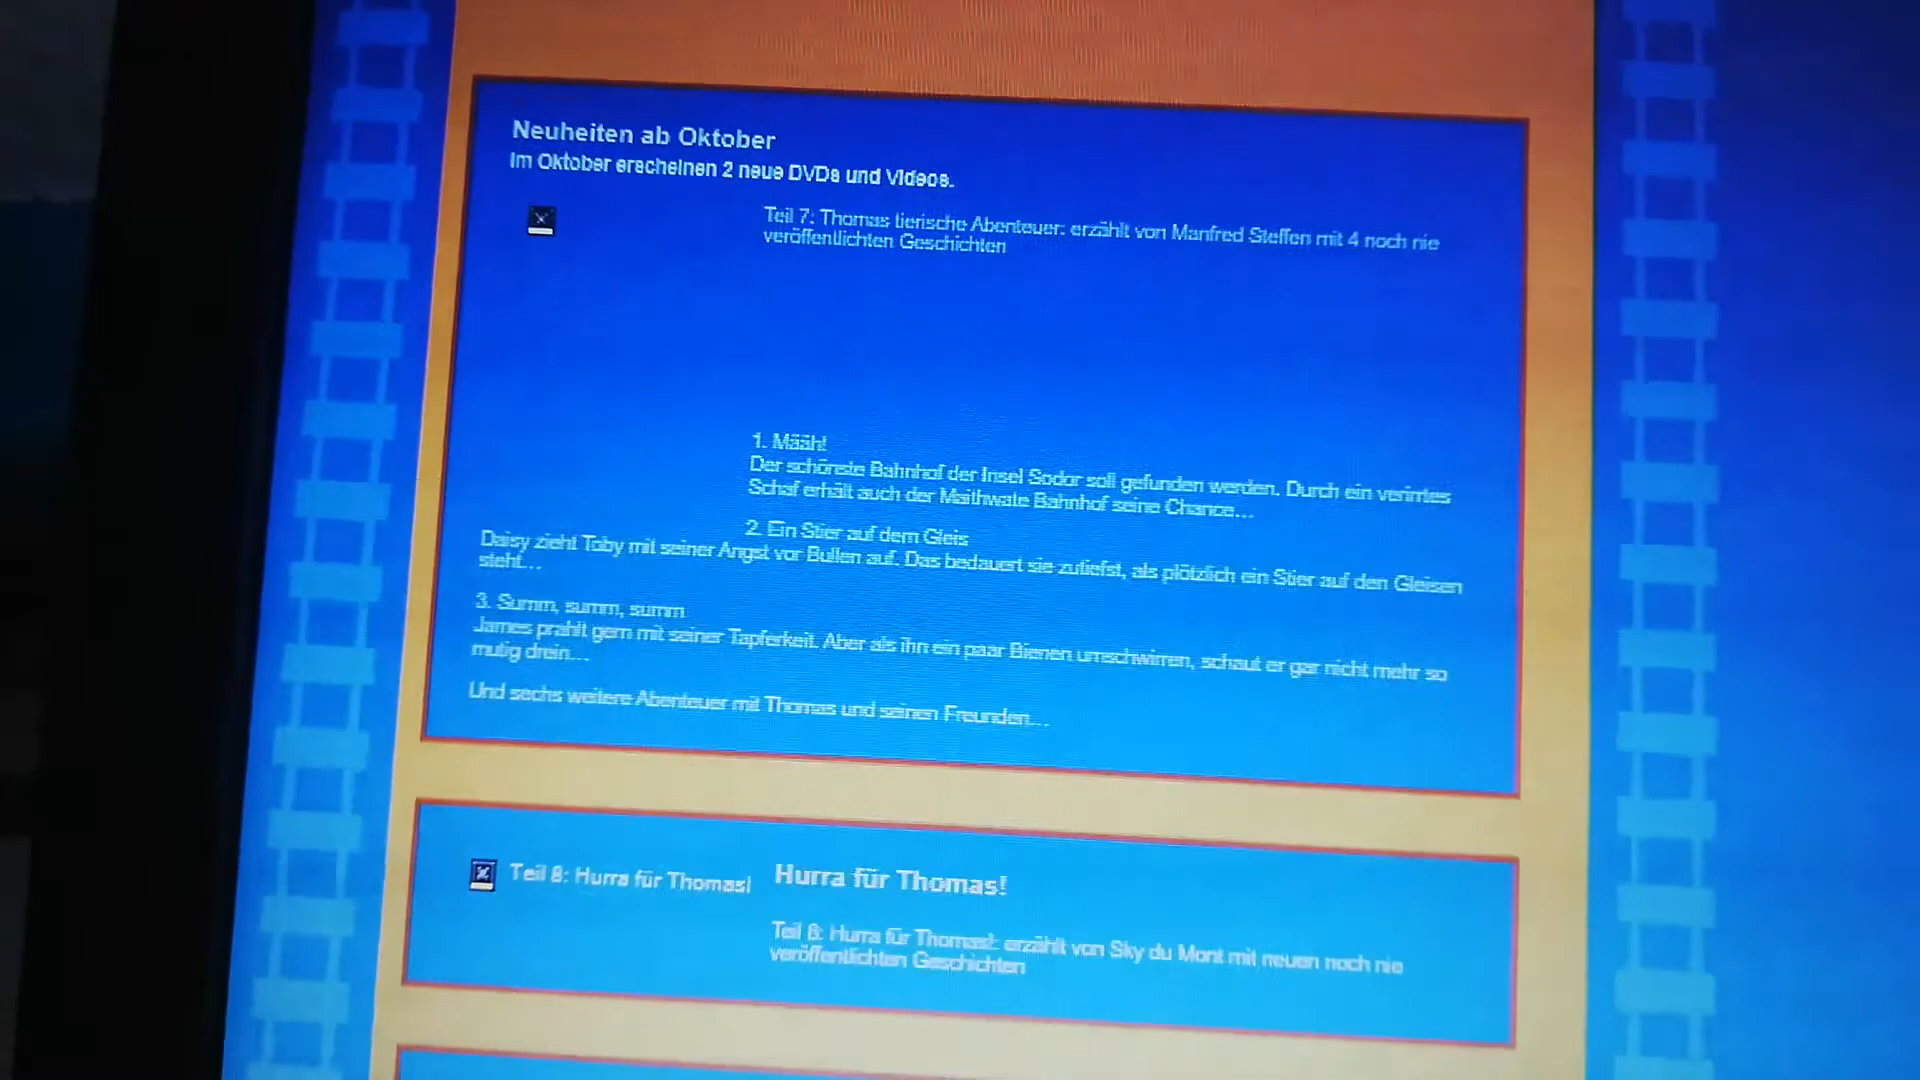 Neuheiten ab Oktober
Im Oktober erscheinen 2 neue DVDs und Videos.
Teil 7: Thomas tierische Abenteuer: erzählt von Manfred Steffen mit 4 noch nie
veröffentlichten Geschichten
1. Määh!
Der schönste Bahnhof der Insel Sodor soll gefunden werden. Durch ein verirrtes
Schaf erhält auch der Maithwate Bahnhof seine Chance...
2. Ein Stier auf dem Gleis
Daisy zieht Toby mit seiner Angst vor Bullen auf. Das bedauert sie zutiefst, als plötzlich ein Stier auf den Gleisen
steht...
3. Summ, summ, summ
James prahlt gern mit seiner Tapferkeit. Aber als ihn ein paar Bienen umschwirren, schaut er gar nicht mehr so
mutig drein...
Und sechs weitere Abenteuer mit Thomas und seinen Freunden...
Teil 8: Hurra für Thomas!
Hurra für Thomas!
Teil 8: Hurra für Thomas!: erzählt von Sky du Mont mit neuen noch nie
veröffentlichten Geschichten